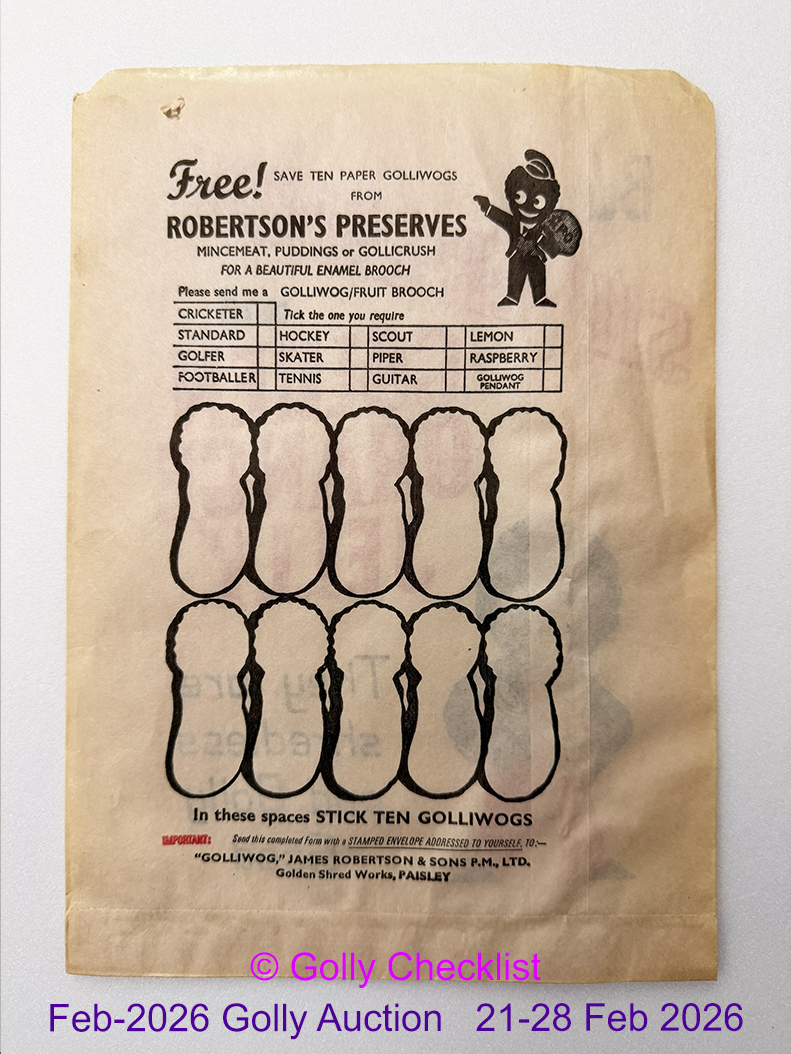 Free! SAVE TEN PAPER GOLLIWOGS
FROM
ROBERTSON'S PRESERVES
MINCEMEAT, PUDDINGS or GOLLICRUSH
FOR A BEAUTIFUL ENAMEL BROOCH
Please send me a GOLLIWOG/FRUIT BROOCH
CRICKETER Tick the one you require
STANDARD HOCKEY SCOUT LEMON
GOLFER SKATER PIPER RASPBERRY
FOOTBALLER TENNIS GUITAR GOLLIWOG PENDANT
They are
shredless
In these spaces STICK TEN GOLLIWOGS
IMPORTANT: Send this completed Form with a STAMPED ENVELOPE ADDRESSED TO YOURSELF, TO:—
"GOLLIWOG," JAMES ROBERTSON & SONS P.M., LTD.
Golden Shred Works, PAISLEY
© Golly Checklist
Feb-2026 Golly Auction 21-28 Feb 2026